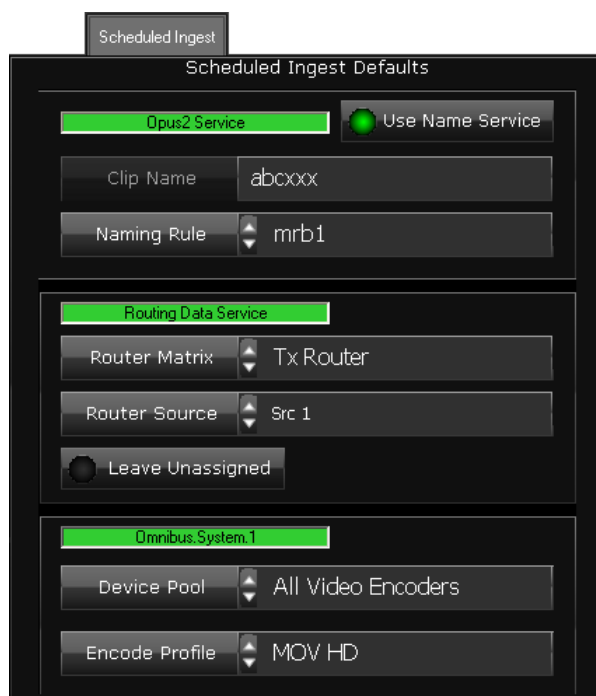 Scheduled Ingest
Scheduled Ingest Defaults
Opus2 Service
Use Name Service
Clip Name abcxxx
Naming Rule mrb1
Routing Data Service
Router Matrix Tx Router
Router Source Src 1
Leave Unassigned
Omnibus.System.1
Device Pool All Video Encoders
Encode Profile MOV HD